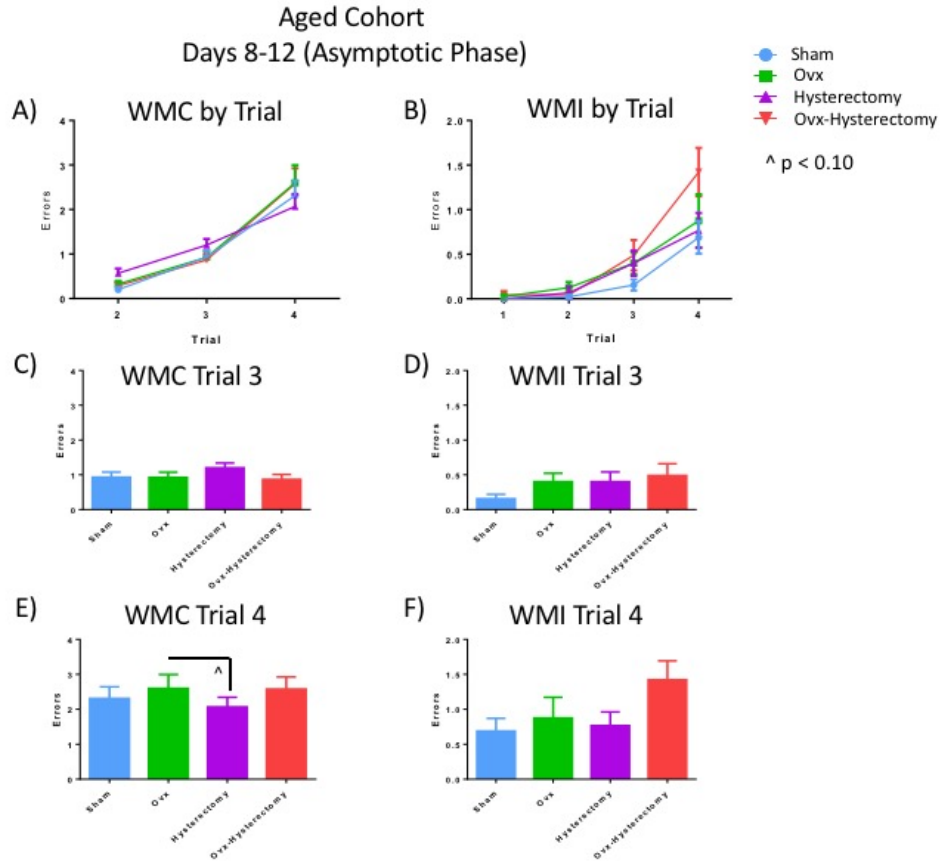 Aged Cohort
Days 8-12 (Asymptotic Phase)
Sham
Ovx
Hysterectomy
Ovx-Hysterectomy
^ p < 0.10
A)
WMC by Trial
4
3
2
1
0
Errors
2
3
4
Trial
B)
WMI by Trial
2.0
1.5
1.0
0.5
0.0
Errors
1
2
3
4
Trial
C)
WMC Trial 3
4
3
2
1
0
Errors
Sham
Ovx
Hysterectomy
Ovx-Hysterectomy
D)
WMI Trial 3
2.0
1.5
1.0
0.5
0.0
Errors
Sham
Ovx
Hysterectomy
Ovx-Hysterectomy
E)
WMC Trial 4
4
3
2
1
0
Errors
^
Sham
Ovx
Hysterectomy
Ovx-Hysterectomy
F)
WMI Trial 4
2.0
1.5
1.0
0.5
0.0
Errors
Sham
Ovx
Hysterectomy
Ovx-Hysterectomy